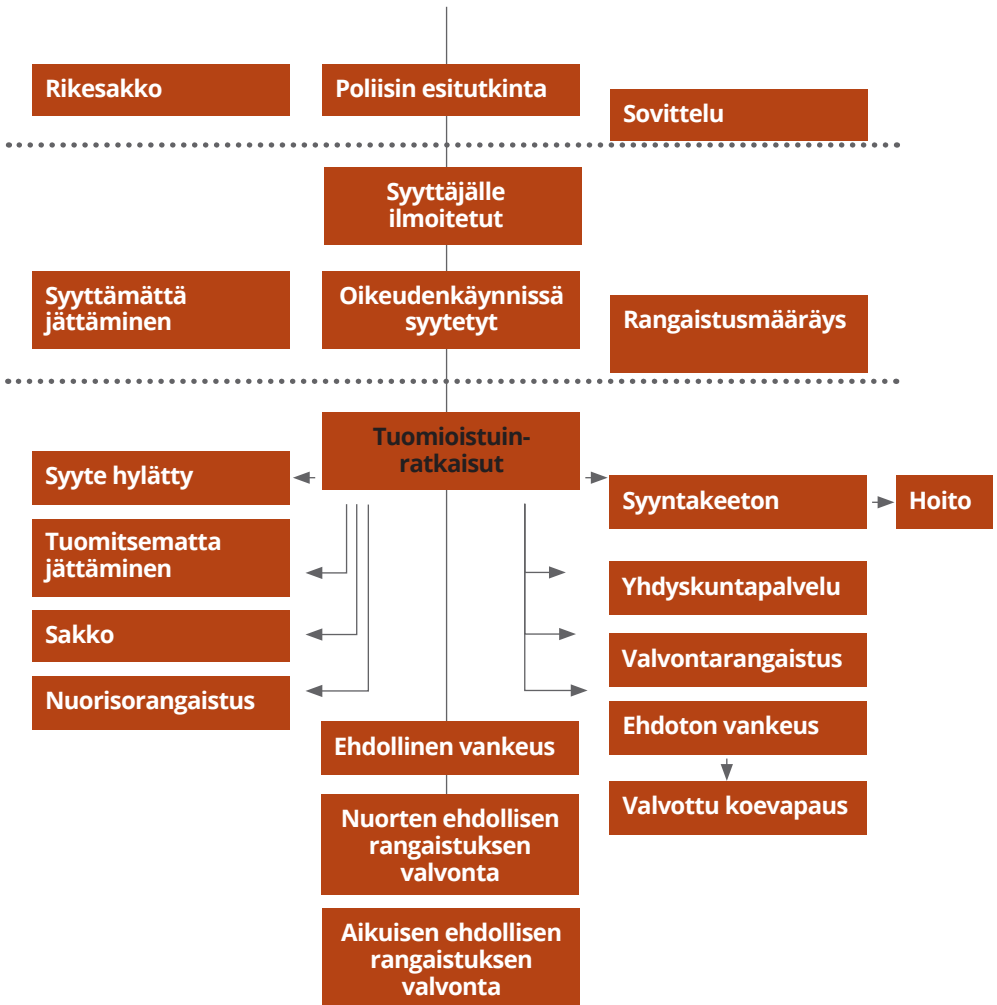 Rikesakko
Poliisin esitutkinta
Sovittelu
Syyttäjälle
ilmoitetut
Syyttämättä
jättäminen
Oikeudenkäynnissä
syytetyt
Rangaistusmääräys
Tuomioistuin-
ratkaisut
Syyte hylätty
Syyntakeeton
Hoito
Tuomitsematta
jättäminen
Yhdyskuntapalvelu
Sakko
Valvontarangaistus
Nuorisorangaistus
Ehdoton vankeus
Ehdollinen vankeus
Valvottu koevapaus
Nuorten ehdollisen
rangaistuksen
valvonta
Aikuisen ehdollisen
rangaistuksen
valvonta